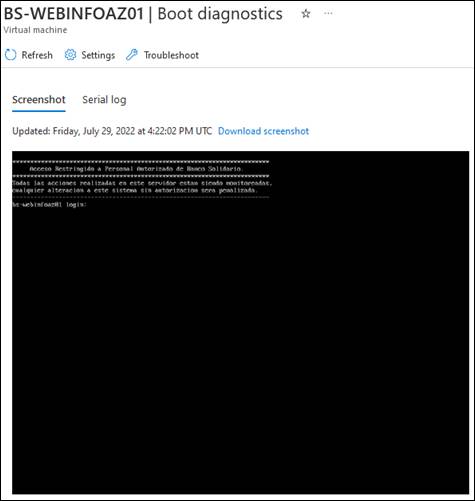 BS-WEBINFOAZ01 | Boot diagnostics ☆ ···
Virtual machine
Refresh Settings Troubleshoot
Screenshot Serial log
Updated: Friday, July 29, 2022 at 4:22:02 PM UTC Download screenshot
Acceso Restringido a Personal Autorizado de Banco Solidario.
Todas las acciones realizadas en este servidor estan siendo monitoreadas,
cualquier alteracion a este sistema sin autorizacion sera penalizada.
bs-webinfoaz01 login: